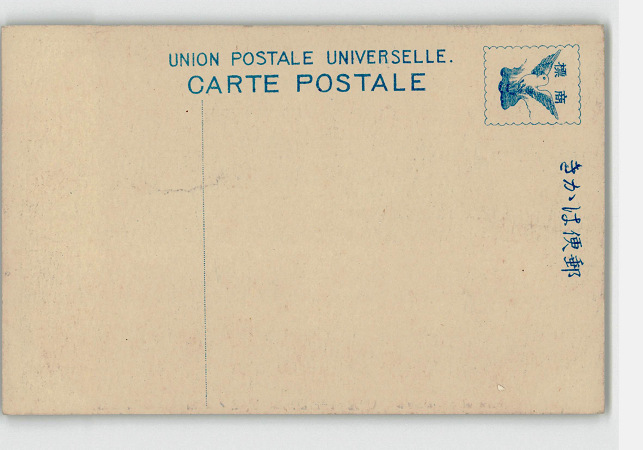 UNION POSTALE UNIVERSELLE.
CARTE POSTALE
商標
郵便はかき